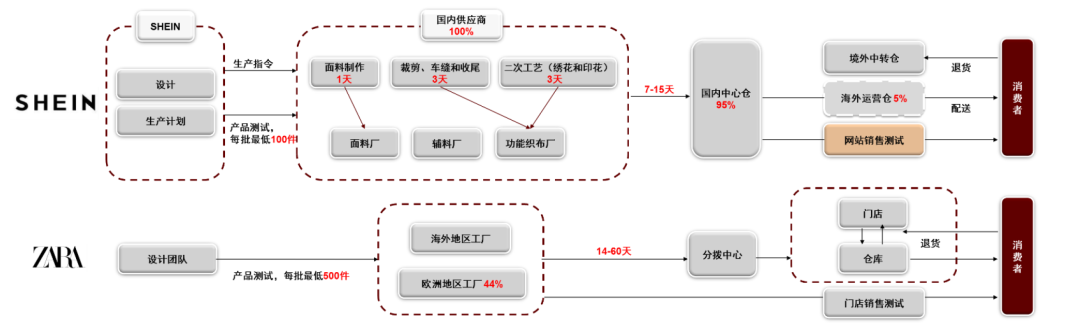 SHEIN
SHEIN
设计
生产计划
生产指令
产品测试，
每批最低100件
国内供应商
100%
面料制作
1天
裁剪、车缝和收尾
3天
二次工艺（绣花和印花）
3天
面料厂
辅料厂
功能织布厂
7-15天
国内中心仓
95%
境外中转仓
海外运营仓 5%
网站销售测试
退货
配送
消费者
ZARA
设计团队
产品测试，每批最低500件
海外地区工厂
欧洲地区工厂 44%
14-60天
分拨中心
门店
仓库
门店销售测试
退货
消费者